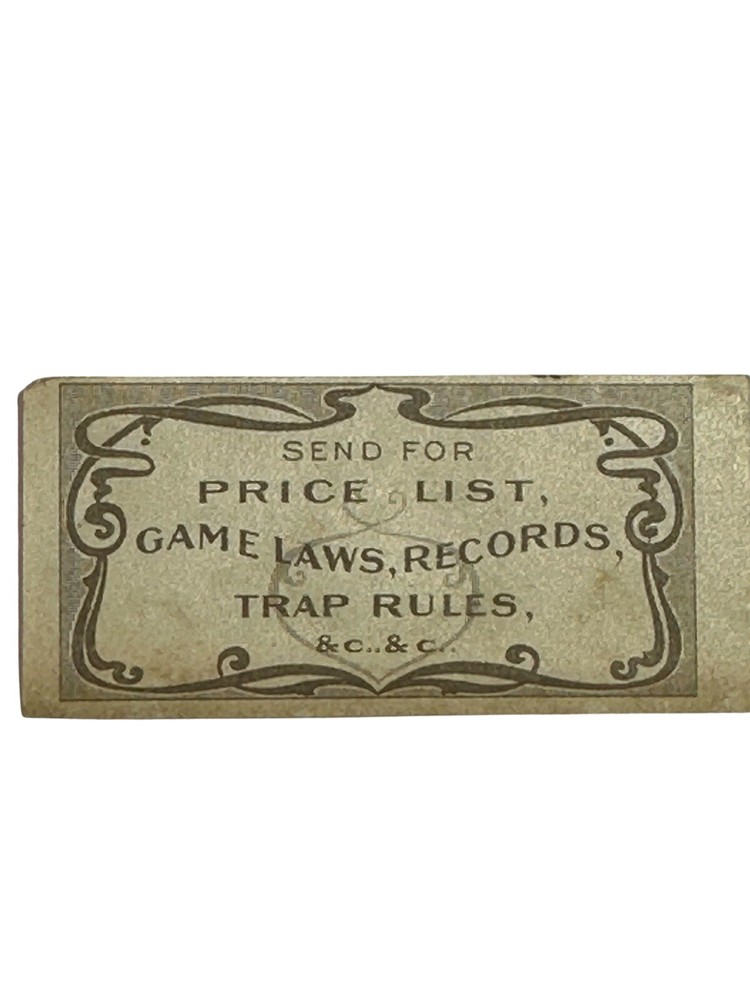 SEND FOR
PRICE LIST,
GAME LAWS, RECORDS,
TRAP RULES,
&c.. & c..